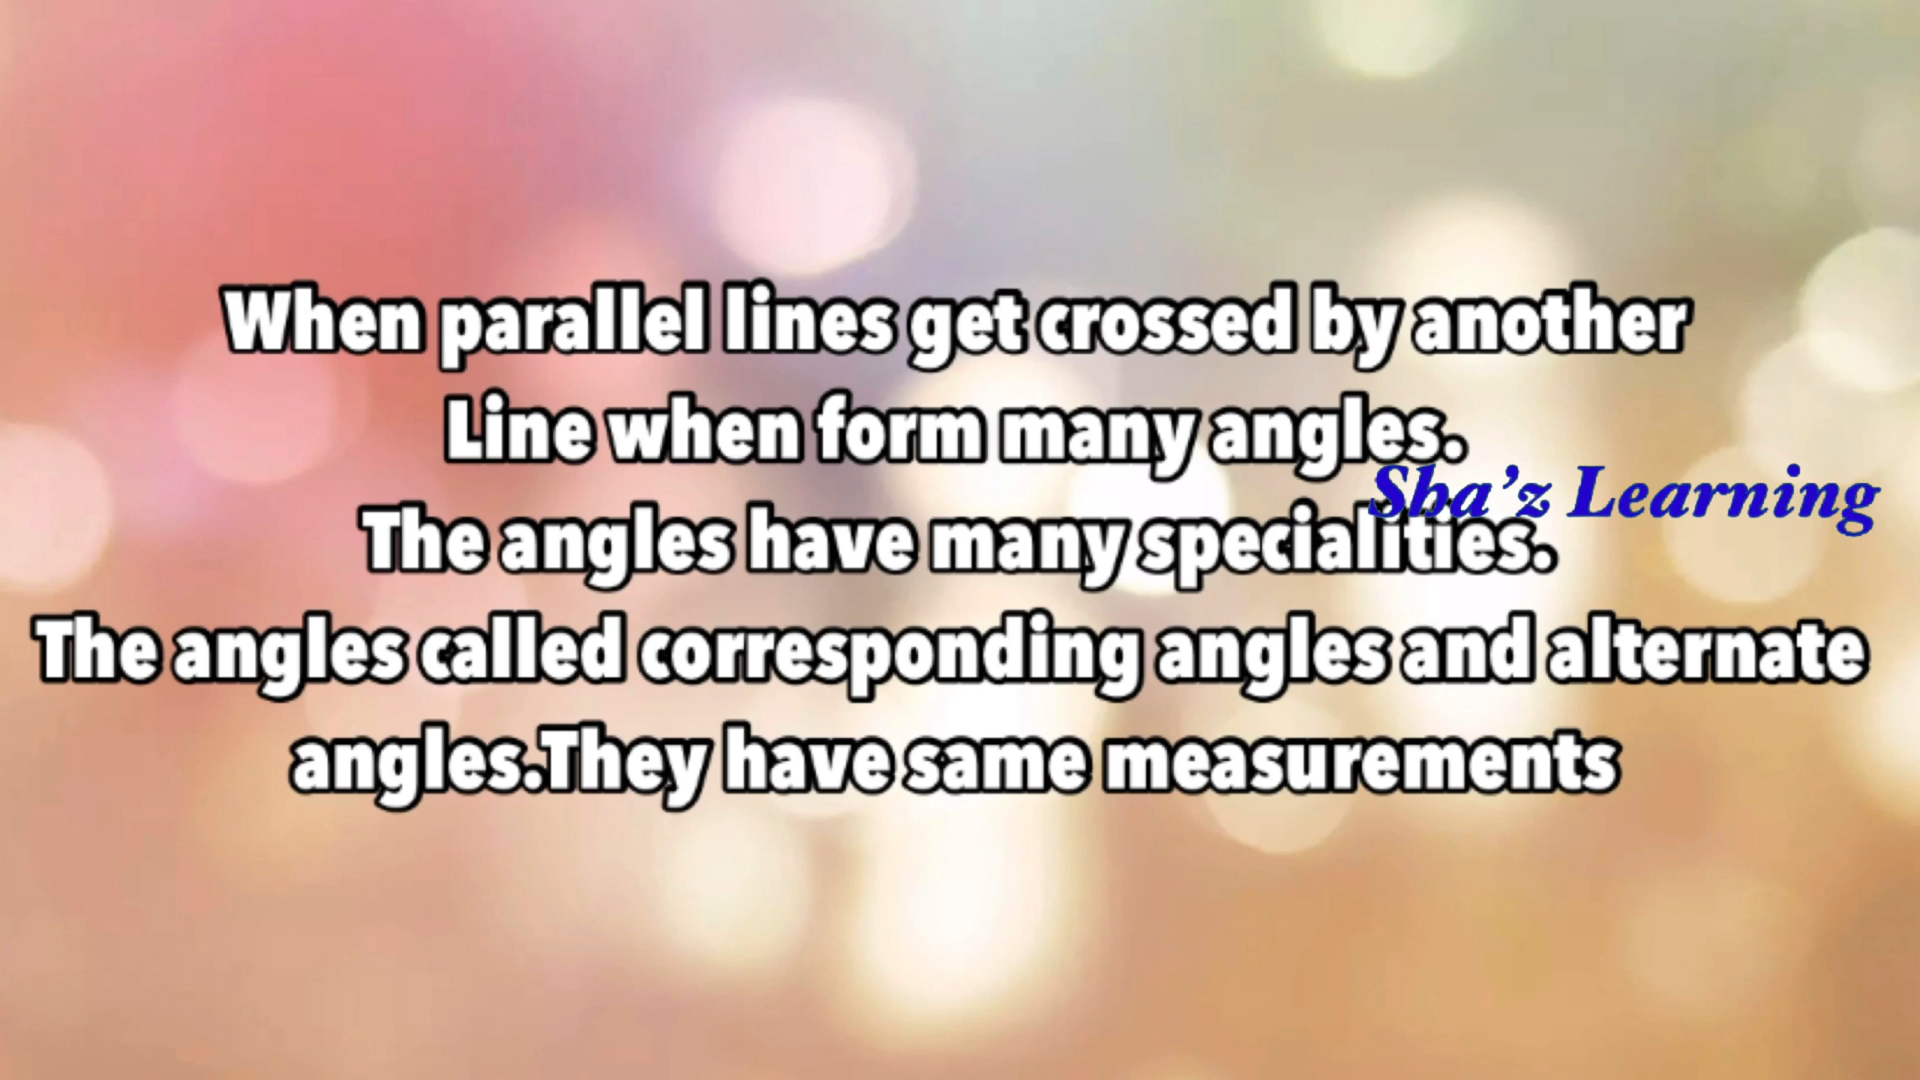 When parallel lines get crossed by another
Line when form many angles.
Sha'z Learning
The angles have many specialities.
The angles called corresponding angles and alternate
angles.They have same measurements